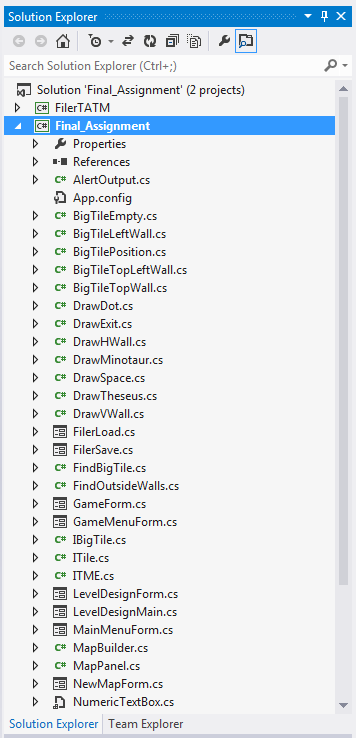 Solution Explorer
Search Solution Explorer (Ctrl+;)
Solution 'Final_Assignment' (2 projects)
C# FilerTATM
C# Final_Assignment
Properties
References
C# AlertOutput.cs
App.config
C# BigTileEmpty.cs
C# BigTileLeftWall.cs
C# BigTilePosition.cs
C# BigTileTopLeftWall.cs
C# BigTileTopWall.cs
C# DrawDot.cs
C# DrawExit.cs
C# DrawHWall.cs
C# DrawMinotaur.cs
C# DrawSpace.cs
C# DrawTheseus.cs
C# DrawVWall.cs
FilerLoad.cs
FilerSave.cs
C# FindBigTile.cs
C# FindOutsideWalls.cs
GameForm.cs
GameMenuForm.cs
C# IBigTile.cs
C# ITile.cs
C# ITME.cs
LevelDesignForm.cs
LevelDesignMain.cs
MainMenuForm.cs
C# MapBuilder.cs
C# MapPanel.cs
NewMapForm.cs
NumericTextBox.cs
Solution Explorer Team Explorer